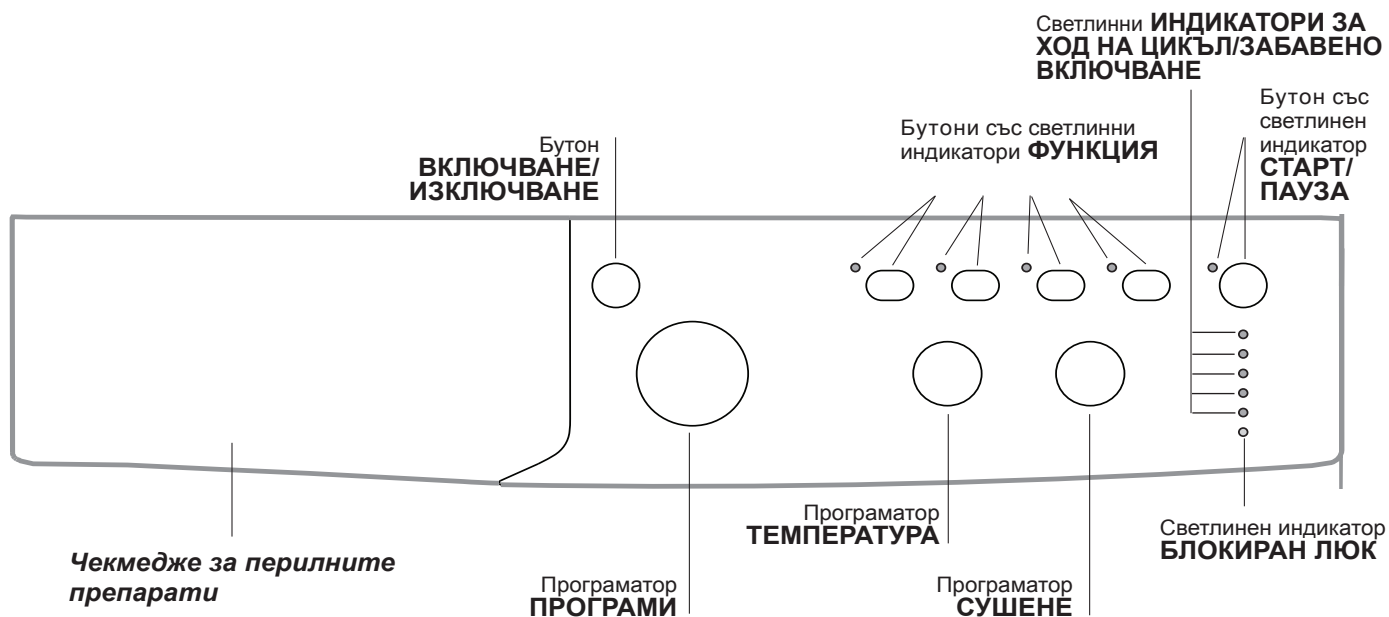 Светлинни ИНДИКАТОРИ ЗА
ХОД НА ЦИКЪЛ/ЗАБАВЕНО
ВКЛЮЧВАНЕ
Бутон със
светлинен
индикатор
СТАРТ/
ПАУЗА
Бутони със светлинни
индикатори ФУНКЦИЯ
Бутон
ВКЛЮЧВАНЕ/
ИЗКЛЮЧВАНЕ
Чекмедже за перилните
препарати
Програматор
ПРОГРАМИ
Програматор
ТЕМПЕРАТУРА
Програматор
СУШЕНЕ
Светлинен индикатор
БЛОКИРАН ЛЮК